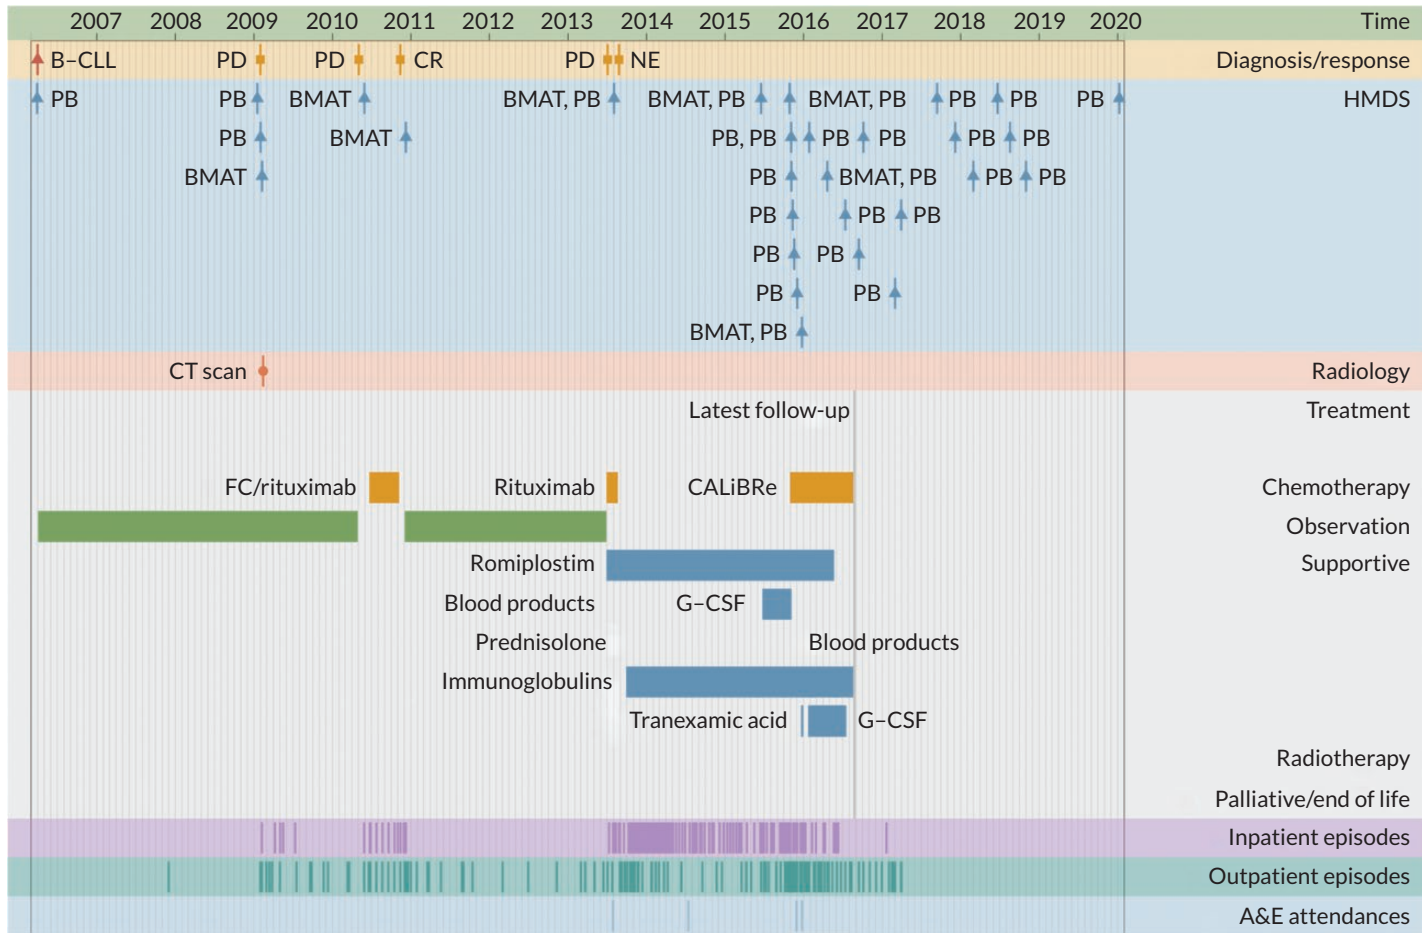 2007 2008 2009 2010 2011 2012 2013 2014 2015 2016 2017 2018 2019 2020 Time
B–CLL PD PD CR PD NE Diagnosis/response
PB PB BMAT BMAT, PB BMAT, PB BMAT, PB PB PB PB HMDS
PB BMAT PB, PB PB PB PB PB
BMAT PB BMAT, PB PB PB
PB PB PB
PB PB
PB PB
BMAT, PB
CT scan Radiology
Latest follow-up Treatment
FC/rituximab Rituximab CALiBRe Chemotherapy
Observation
Romiplostim Supportive
Blood products G–CSF
Prednisolone Blood products
Immunoglobulins
Tranexamic acid G–CSF
Radiotherapy
Palliative/end of life
Inpatient episodes
Outpatient episodes
A&E attendances